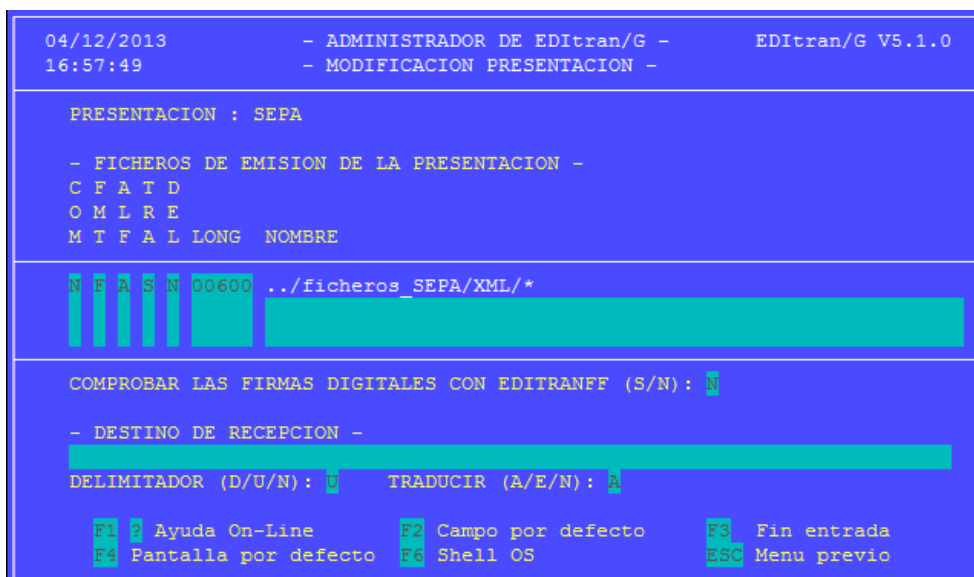 04/12/2013 - ADMINISTRADOR DE EDItran/G - EDItran/G V5.1.0
16:57:49 - MODIFICACION PRESENTACION -
PRESENTACION : SEPA
- FICHEROS DE EMISION DE LA PRESENTACION -
C F A T D
O M L R E
M T F A L LONG NOMBRE
N F A S N 00600 ../ficheros_SEPA/XML/*
COMPROBAR LAS FIRMAS DIGITALES CON EDITRANFF (S/N): N
- DESTINO DE RECEPCION -
DELIMITADOR (D/U/N): U TRADUCIR (A/E/N): A
F1 ? Ayuda On-Line F2 Campo por defecto F3 Fin entrada
F4 Pantalla por defecto F6 Shell OS ESC Menu previo